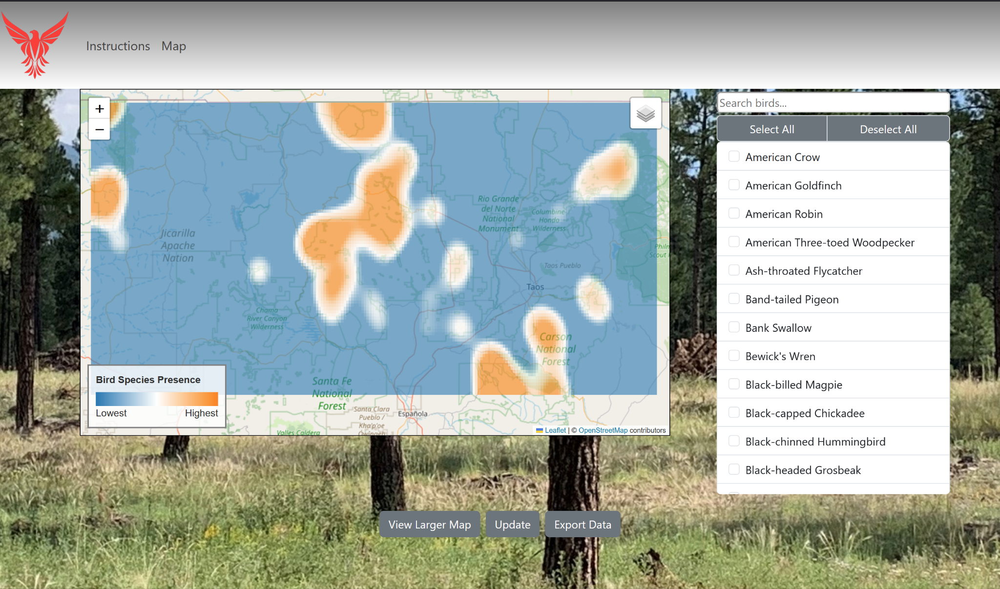 Instructions Map
+
−
Search birds...
Select All Deselect All
American Crow
American Goldfinch
American Robin
American Three-toed Woodpecker
Ash-throated Flycatcher
Band-tailed Pigeon
Bank Swallow
Bewick's Wren
Black-billed Magpie
Black-capped Chickadee
Black-chinned Hummingbird
Black-headed Grosbeak
Jicarilla
Apache
Nation
Rio Grande
del Norte
National
Monument
Columbine-
Hondo
Wilderness
Taos Pueblo
Taos
Chama
River Canyon
Wilderness
Carson
National
Forest
Santa Fe
National
Forest
Santa Clara
Pueblo /
Kha'p'oe
Owingeh
Española
Valles Caldera
Scout
Bird Species Presence
Lowest Highest
Leaflet | © OpenStreetMap contributors
View Larger Map Update Export Data